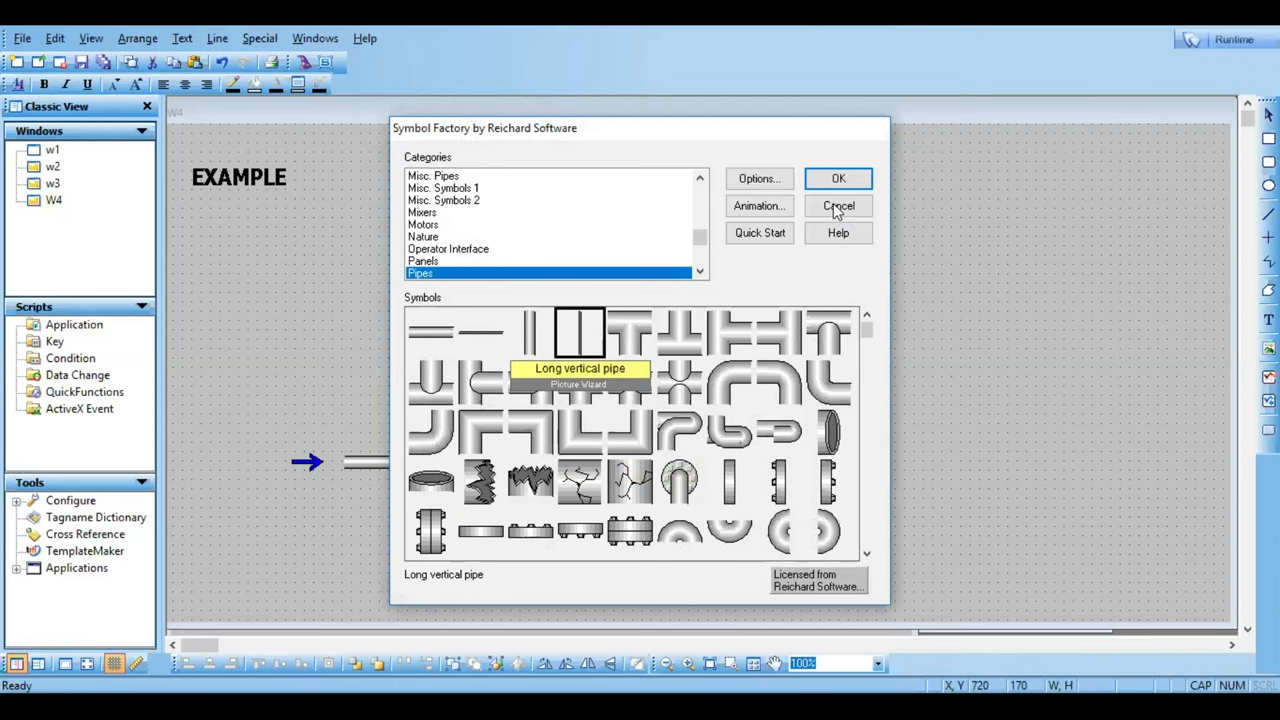 File Edit View Arrange Text Line Special Windows Help
Runtime
Classic View
Windows
w1
w2
w3
W4
Scripts
Application
Key
Condition
Data Change
QuickFunctions
ActiveX Event
Tools
Configure
Tagname Dictionary
Cross Reference
TemplateMaker
Applications
W4
EXAMPLE
Symbol Factory by Reichard Software
Categories
Misc. Pipes
Misc. Symbols 1
Misc. Symbols 2
Mixers
Motors
Nature
Operator Interface
Panels
Pipes
Options... OK
Animation... Cancel
Quick Start Help
Symbols
Long vertical pipe
Picture Wizard
Long vertical pipe
Licensed from
Reichard Software...
100%
Ready
X, Y 720 170 W, H CAP NUM SCRL